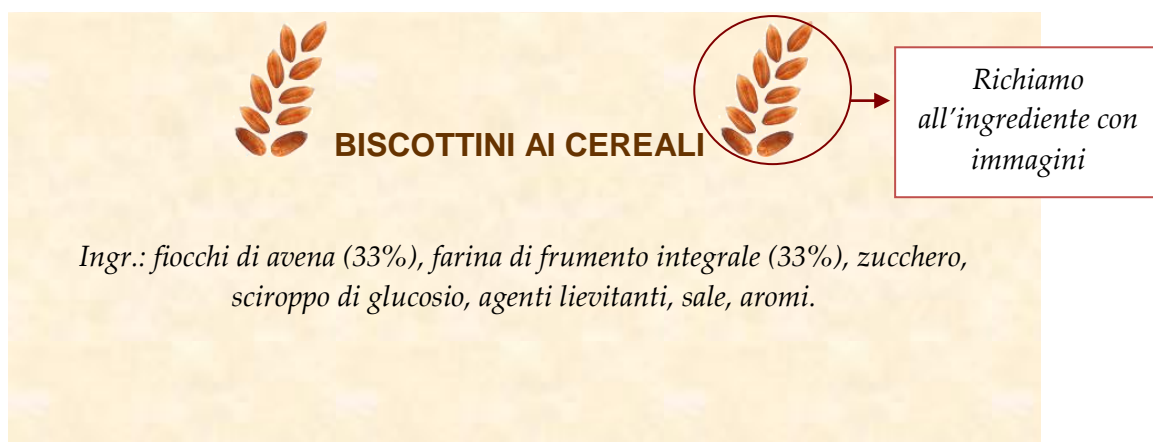 BISCOTTINI AI CEREALI
Richiamo
all’ingrediente con
immagini
Ingr.: fiocchi di avena (33%), farina di frumento integrale (33%), zucchero,
sciroppo di glucosio, agenti lievitanti, sale, aromi.